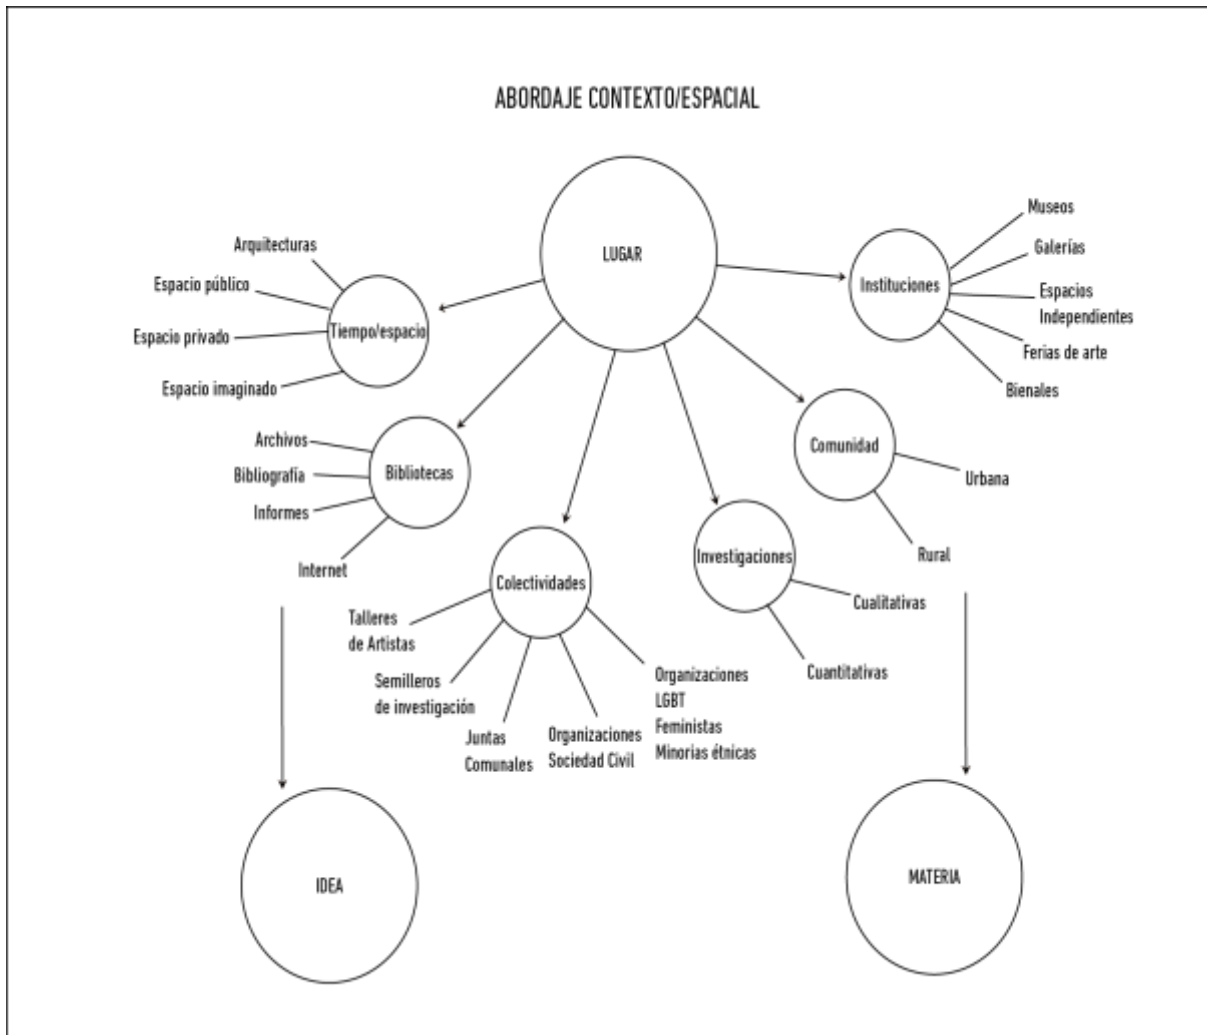 ABORDAJE CONTEXTO/ESPACIAL
LUGAR
Arquitecturas
Espacio público
Espacio privado
Espacio imaginado
Tiempo/espacio
Archivos
Bibliografía
Informes
Internet
Bibliotecas
Talleres
de Artistas
Semilleros
de investigación
Juntas
Comunales
Organizaciones
Sociedad Civil
Organizaciones
LGBT
Feministas
Minorias étnicas
Colectividades
Investigaciones
Cualitativas
Cuantitativas
Comunidad
Urbana
Rural
Instituciones
Museos
Galerías
Espacios
Independientes
Ferias de arte
Bienales
IDEA
MATERIA